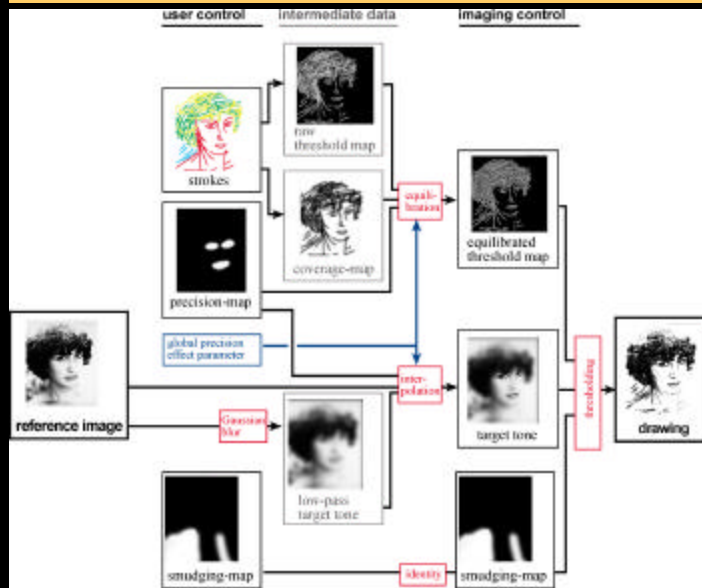 user control
intermediate data
imaging control
raw
threshold map
strokes
equili-
bration
coverage-map
equilibrated
threshold map
precision-map
global precision
effect parameter
inter-
polation
thresholding
reference image
Gaussian
blur
target tone
drawing
low-pass
target tone
smudging-map
identity
smudging-map